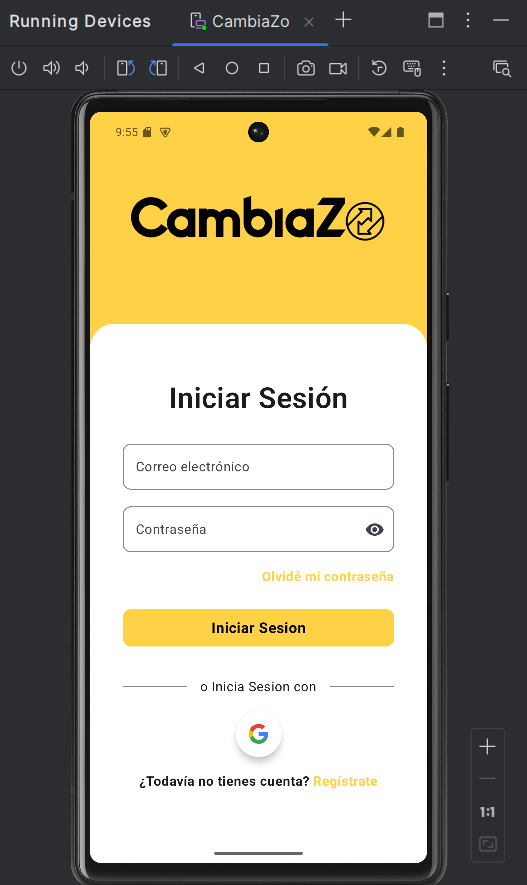 Running Devices CambiaZo
9:55
CambiaZo
Iniciar Sesión
Correo electrónico
Contraseña
Olvidé mi contraseña
Iniciar Sesion
o Inicia Sesion con
G
¿Todavía no tienes cuenta? Regístrate
1:1